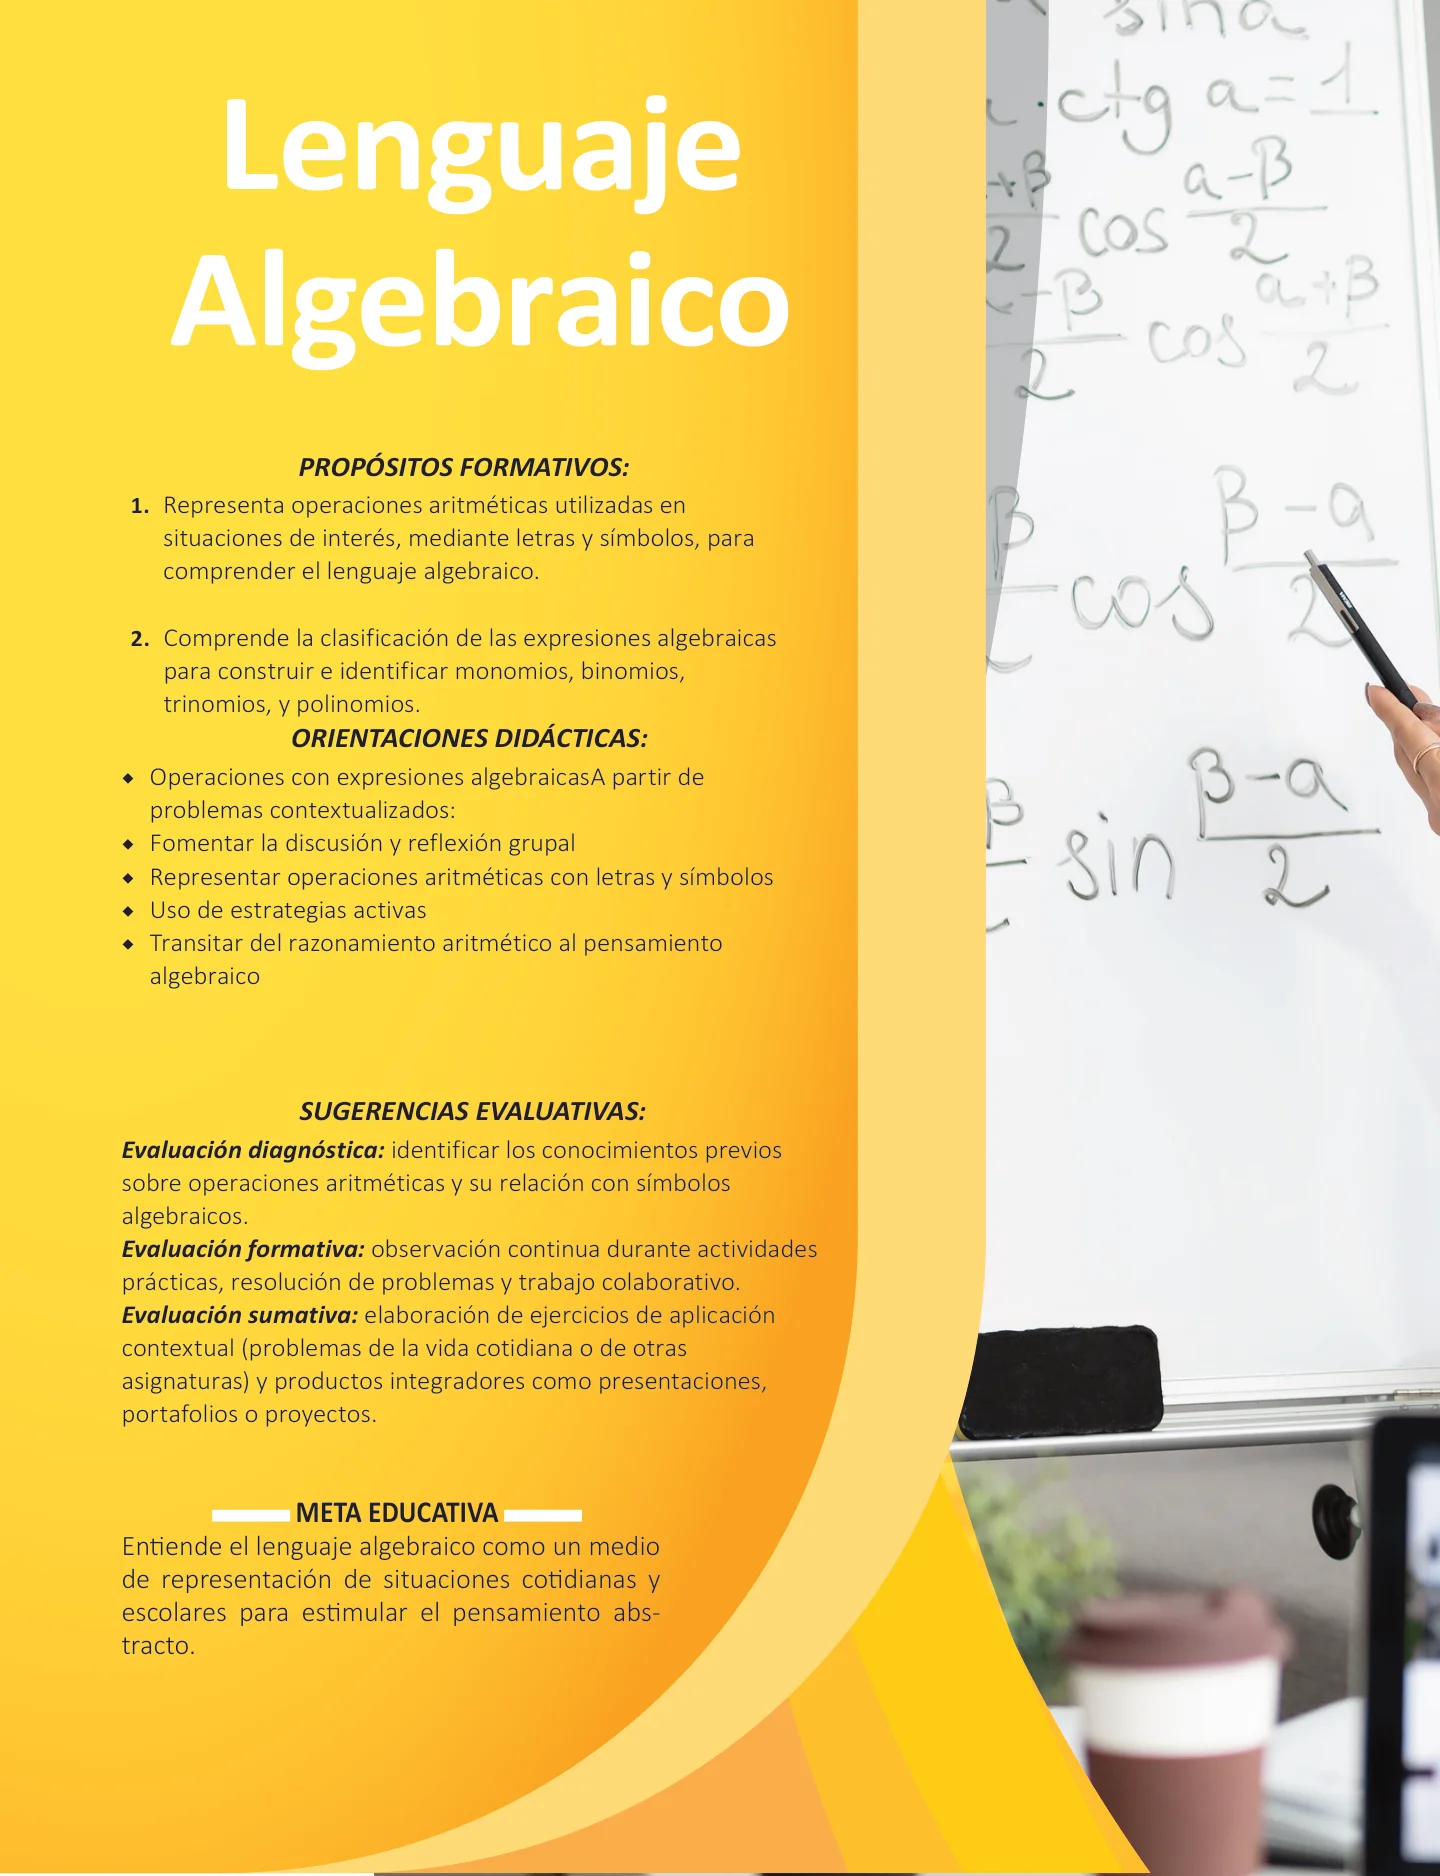 Lenguaje
Algebraico
PROPÓSITOS FORMATIVOS:
1. Representa operaciones aritméticas utilizadas en
situaciones de interés, mediante letras y símbolos, para
comprender el lenguaje algebraico.
2. Comprende la clasificación de las expresiones algebraicas
para construir e identificar monomios, binomios,
trinomios, y polinomios.
ORIENTACIONES DIDÁCTICAS:
◆ Operaciones con expresiones algebraicasA partir de
problemas contextualizados:
◆ Fomentar la discusión y reflexión grupal
◆ Representar operaciones aritméticas con letras y símbolos
◆ Uso de estrategias activas
◆ Transitar del razonamiento aritmético al pensamiento
algebraico
SUGERENCIAS EVALUATIVAS:
Evaluación diagnóstica: identificar los conocimientos previos
sobre operaciones aritméticas y su relación con símbolos
algebraicos.
Evaluación formativa: observación continua durante actividades
prácticas, resolución de problemas y trabajo colaborativo.
Evaluación sumativa: elaboración de ejercicios de aplicación
contextual (problemas de la vida cotidiana o de otras
asignaturas) y productos integradores como presentaciones,
portafolios o proyectos.
META EDUCATIVA
Entiende el lenguaje algebraico como un medio
de representación de situaciones cotidianas y
escolares para estimular el pensamiento abs-
tracto.
sin a
· ctg a = 1
+β
2 cos a-β
2
-β
2 cos a+β
2
β
cos β-a
2
β
sin β-a
2